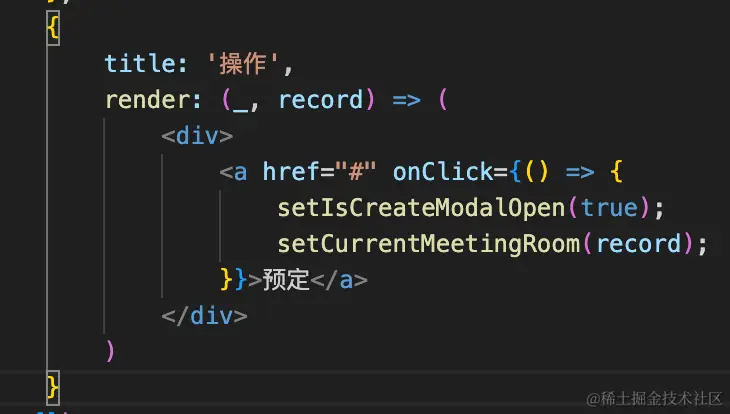 {
title: '操作',
render: (_, record) => (
<div>
<a href="#" onClick={() => {
setIsCreateModalOpen(true);
setCurrentMeetingRoom(record);
}}>预定</a>
</div>
)
}
@稀土掘金技术社区